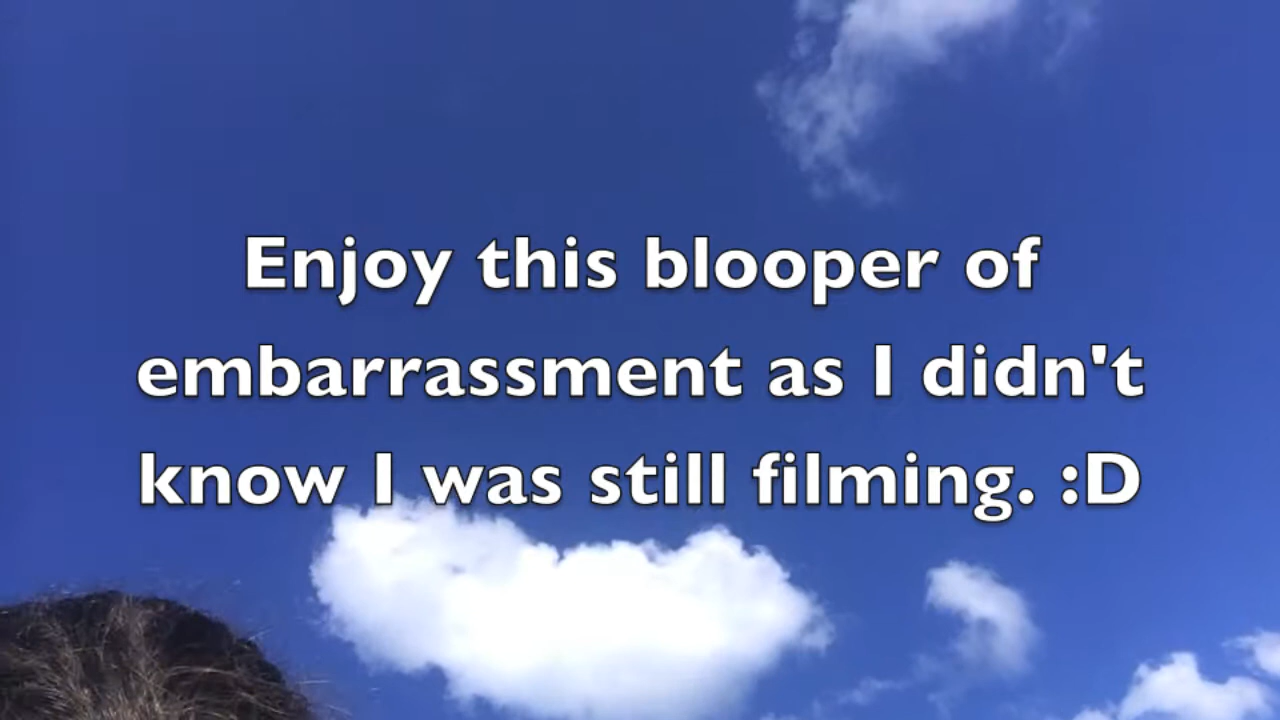 Enjoy this blooper of
embarrassment as I didn't
know I was still filming. :D